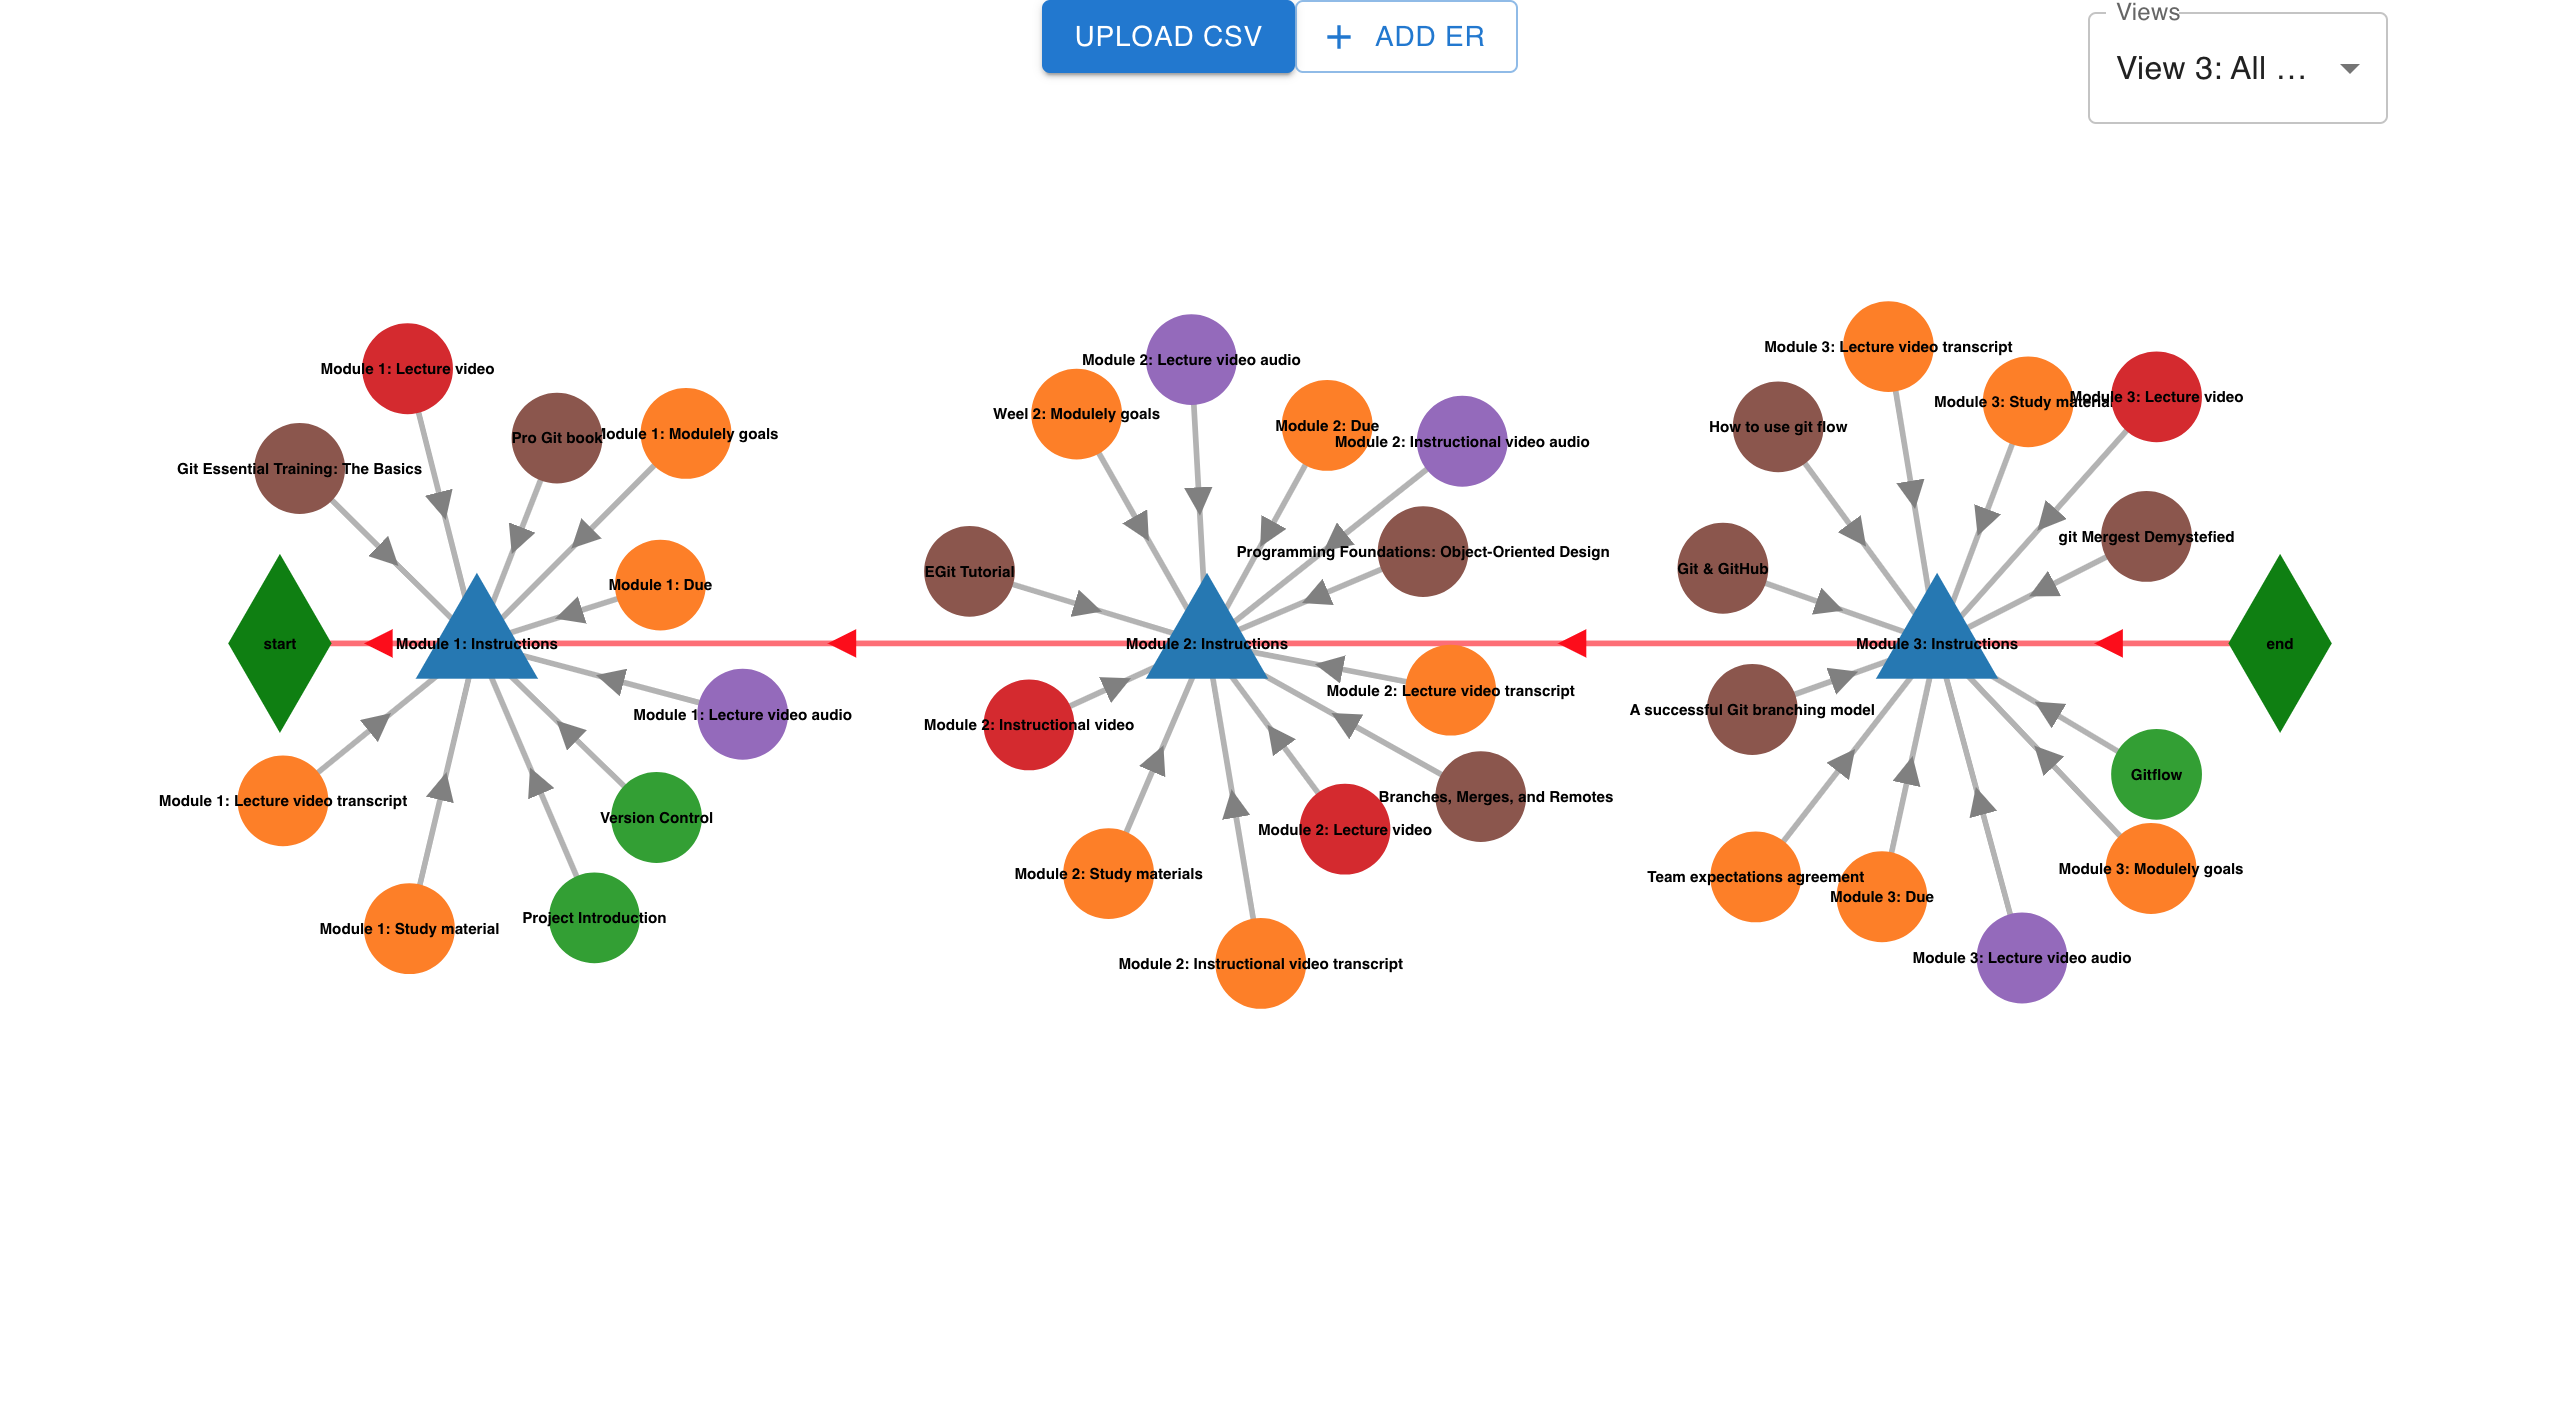 UPLOAD CSV
+ ADD ER
Views
View 3: All ...
Module 1: Lecture video
Pro Git book
odule 1: Modulely goals
Git Essential Training: The Basics
Module 1: Due
start
Module 1: Instructions
Module 1: Lecture video audio
Module 1: Lecture video transcript
Version Control
Project Introduction
Module 1: Study material
Module 2: Lecture video audio
Weel 2: Modulely goals
Module 2: Due
Module 2: Instructional video audio
Programming Foundations: Object-Oriented Design
EGit Tutorial
Module 2: Instructions
Module 2: Lecture video transcript
Module 2: Instructional video
Branches, Merges, and Remotes
Module 2: Lecture video
Module 2: Study materials
Module 2: Instructional video transcript
Module 3: Lecture video transcript
Module 3: Study material
Module 3: Lecture video
How to use git flow
git Mergest Demystefied
Git & GitHub
Module 3: Instructions
end
A successful Git branching model
Gitflow
Module 3: Modulely goals
Team expectations agreement
Module 3: Due
Module 3: Lecture video audio